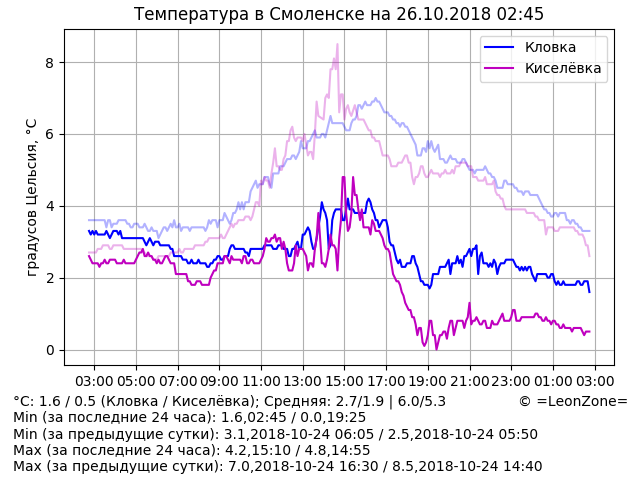 Температура в Смоленске на 26.10.2018 02:45
Кловка
Киселёвка
градусов Цельсия, °C
8
6
4
2
0
03:00 05:00 07:00 09:00 11:00 13:00 15:00 17:00 19:00 21:00 23:00 01:00 03:00
°C: 1.6 / 0.5 (Кловка / Киселёвка); Средняя: 2.7/1.9 | 6.0/5.3 © =LeonZone=
Min (за последние 24 часа): 1.6,02:45 / 0.0,19:25
Min (за предыдущие сутки): 3.1,2018-10-24 06:05 / 2.5,2018-10-24 05:50
Max (за последние 24 часа): 4.2,15:10 / 4.8,14:55
Max (за предыдущие сутки): 7.0,2018-10-24 16:30 / 8.5,2018-10-24 14:40